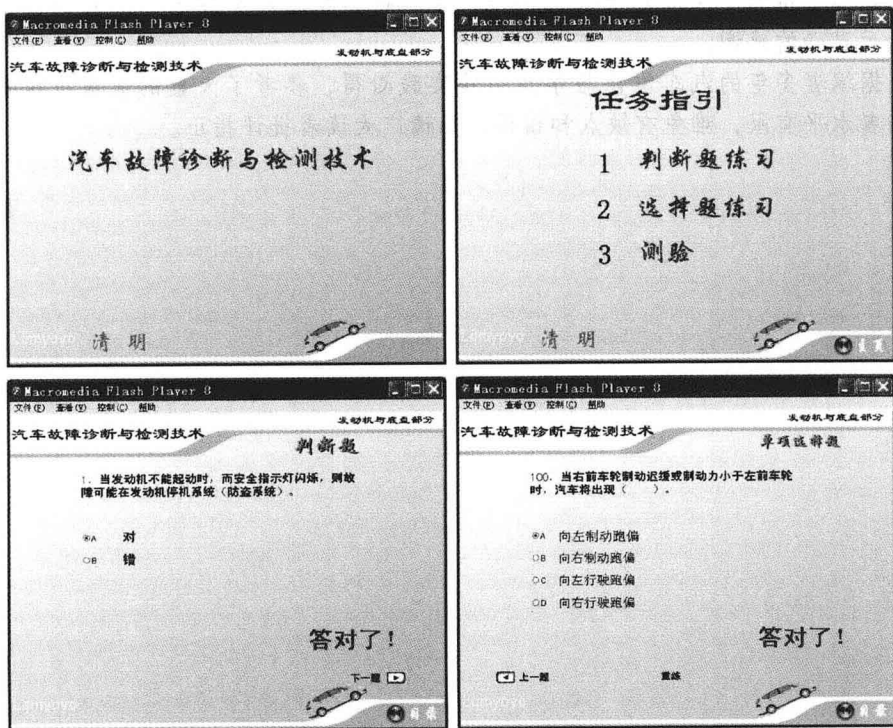 Macromedia Flash Player 8
文件(F) 查看(V) 控制(C) 帮助
发动机与底盘部分
汽车故障诊断与检测技术
汽车故障诊断与检测技术
清明
Macromedia Flash Player 8
文件(F) 查看(V) 控制(C) 帮助
发动机与底盘部分
汽车故障诊断与检测技术
任务指引
1 判断题练习
2 选择题练习
3 测验
清明
主页
Macromedia Flash Player 8
文件(F) 查看(V) 控制(C) 帮助
发动机与底盘部分
汽车故障诊断与检测技术
判断题
1. 当发动机不能起动时，而安全指示灯闪烁，则故
障可能在发动机停机系统（防盗系统）。
A 对
B 错
答对了！
下一题
目录
Macromedia Flash Player 8
文件(F) 查看(V) 控制(C) 帮助
发动机与底盘部分
汽车故障诊断与检测技术
单项选择题
100. 当右前车轮制动迟缓或制动力小于左前车轮
时，汽车将出现（ ）。
A 向左制动跑偏
B 向右制动跑偏
C 向左行驶跑偏
D 向右行驶跑偏
答对了！
上一题 重练
目录